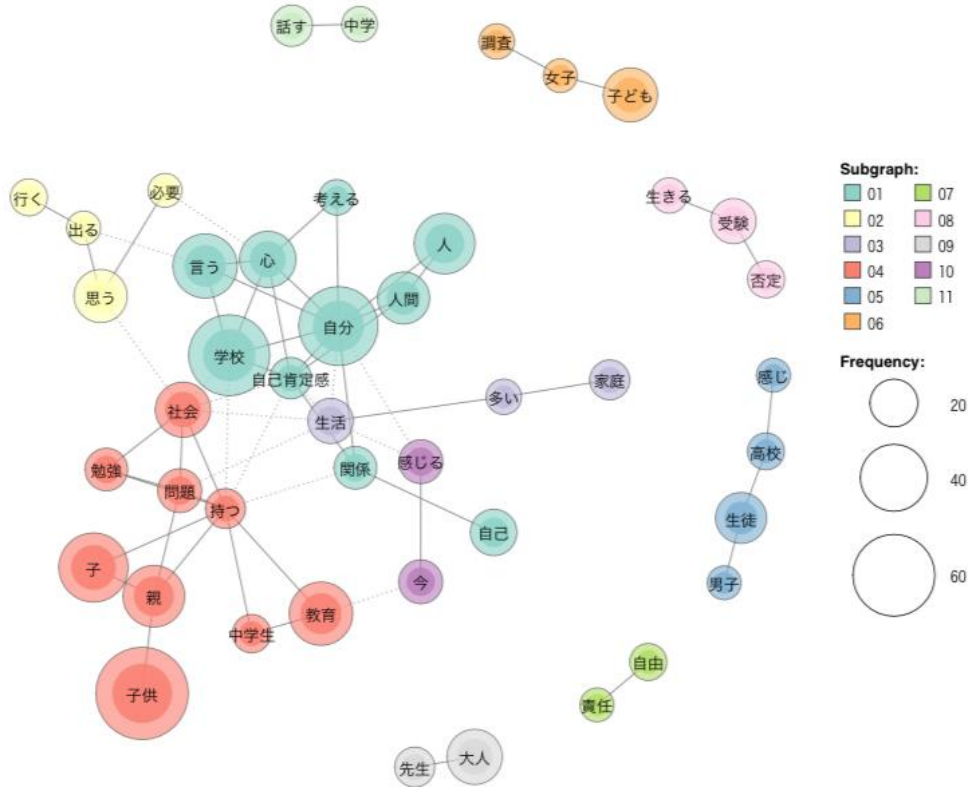 話す
中学
調査
女子
子ども
行く
必要
出る
思う
考える
言う
心
人
人間
自分
学校
自己肯定感
生きる
受験
否定
Subgraph:
01
07
02
08
03
09
04
10
05
11
06
社会
生活
多い
家庭
勉強
問題
持つ
関係
感じる
自己
感じ
高校
生徒
男子
Frequency:
20
40
60
子
親
子供
中学生
教育
今
自由
責任
先生
大人